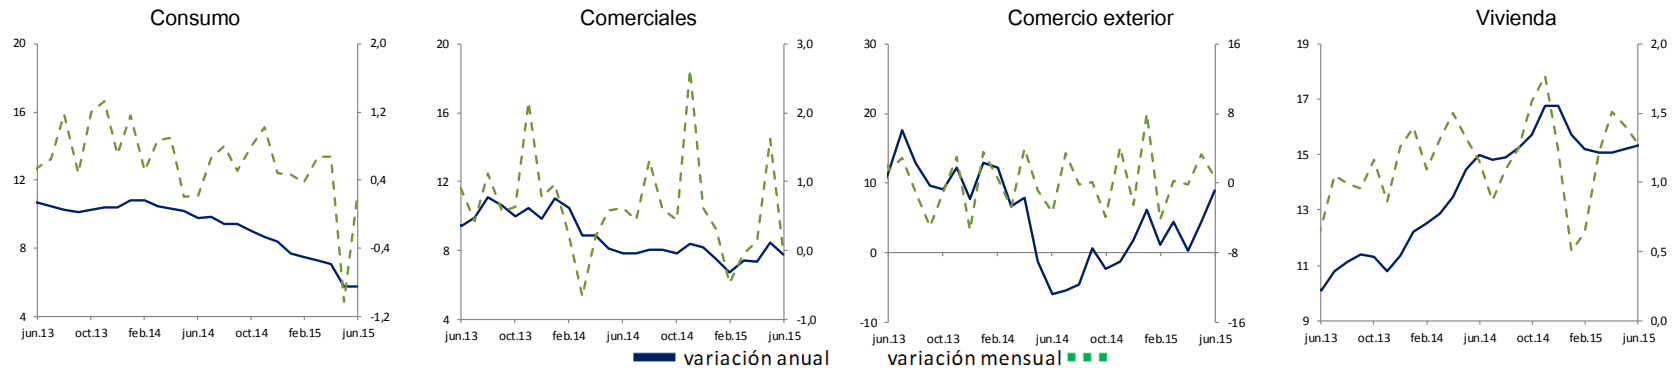 Consumo
20
16
12
8
4
2,0
1,2
0,4
-0,4
-1,2
jun.13
oct.13
feb.14
jun.14
oct.14
feb.15
jun.15
Comerciales
20
16
12
8
4
3,0
2,0
1,0
0,0
-1,0
jun.13
oct.13
feb.14
jun.14
oct.14
feb.15
jun.15
Comercio exterior
30
20
10
0
-10
16
8
0
-8
-16
jun.13
oct.13
feb.14
jun.14
oct.14
feb.15
jun.15
Vivienda
19
17
15
13
11
9
2,0
1,5
1,0
0,5
0,0
jun.13
oct.13
feb.14
jun.14
oct.14
feb.15
jun.15
variación anual
variación mensual